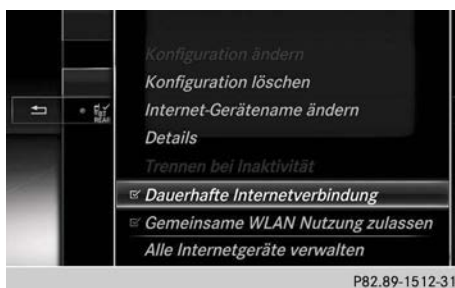 Konfiguration ändern
Konfiguration löschen
Internet-Gerätename ändern
Details
Trennen bei Inaktivität
Dauerhafte Internetverbindung
Gemeinsame WLAN Nutzung zulassen
Alle Internetgeräte verwalten
P82.89-1512-31